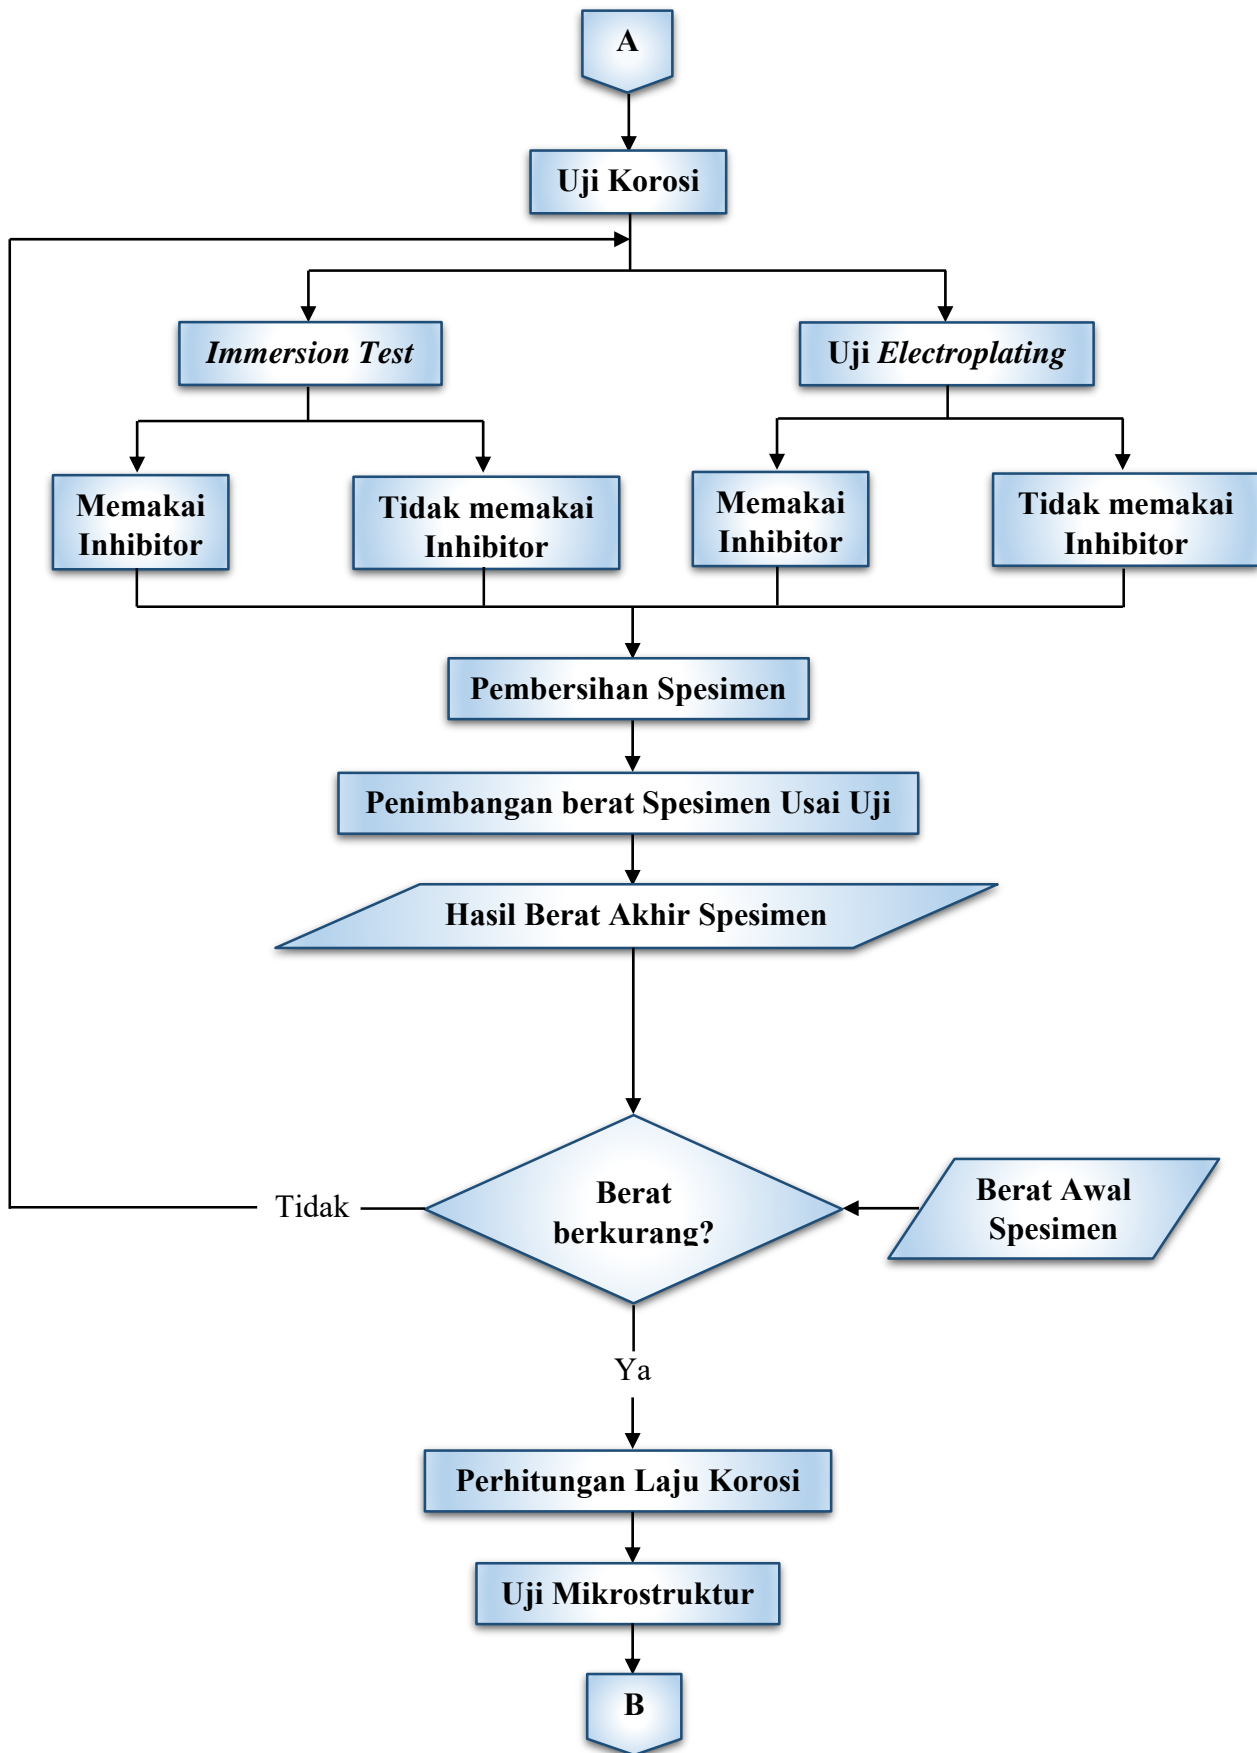 A
Uji Korosi
Immersion Test
Uji Electroplating
Memakai
Inhibitor
Tidak memakai
Inhibitor
Memakai
Inhibitor
Tidak memakai
Inhibitor
Pembersihan Spesimen
Penimbangan berat Spesimen Usai Uji
Hasil Berat Akhir Spesimen
Tidak
Berat
berkurang?
Berat Awal
Spesimen
Ya
Perhitungan Laju Korosi
Uji Mikrostruktur
B